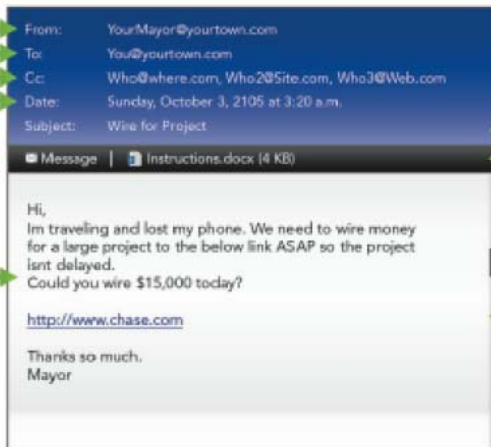 From: YourMayor@yourtown.com
To: You@yourtown.com
Cc: Who@where.com, Who2@Site.com, Who3@Web.com
Date: Sunday, October 3, 2105 at 3:20 a.m.
Subject: Wire for Project
Message | Instructions.docx (4 KB)
Hi,
Im traveling and lost my phone. We need to wire money
for a large project to the below link ASAP so the project
isnt delayed.
Could you wire $15,000 today?
http://www.chase.com
Thanks so much.
Mayor